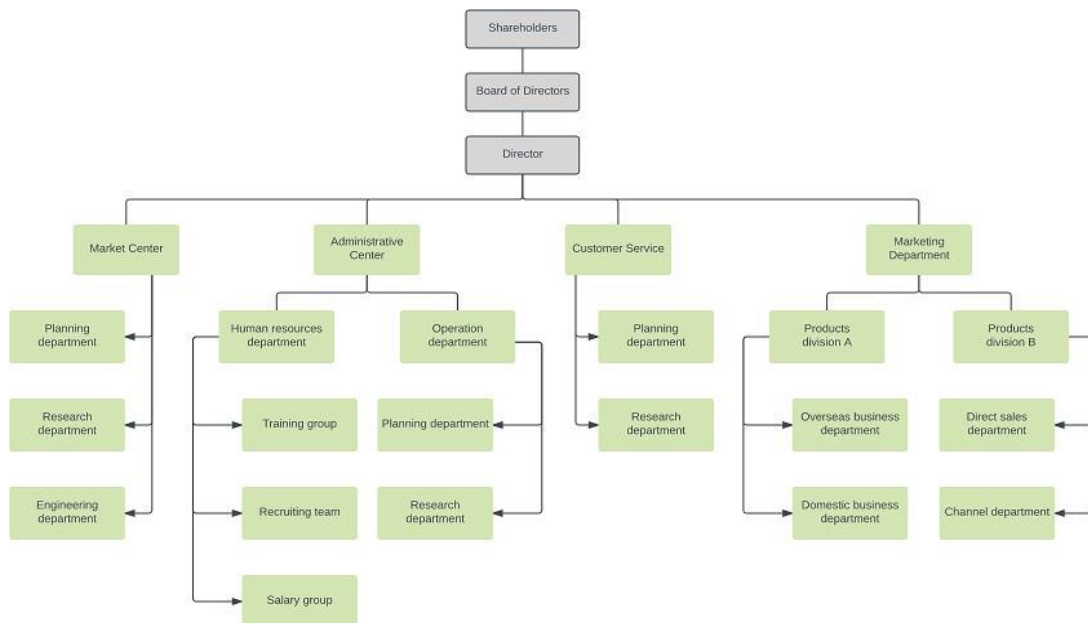 Shareholders
Board of Directors
Director
Market Center
Administrative
Center
Customer Service
Marketing
Department
Planning
department
Human resources
department
Operation
department
Planning
department
Products
division A
Products
division B
Research
department
Training group
Planning department
Research
department
Overseas business
department
Direct sales
department
Engineering
department
Recruiting team
Research
department
Domestic business
department
Channel department
Salary group